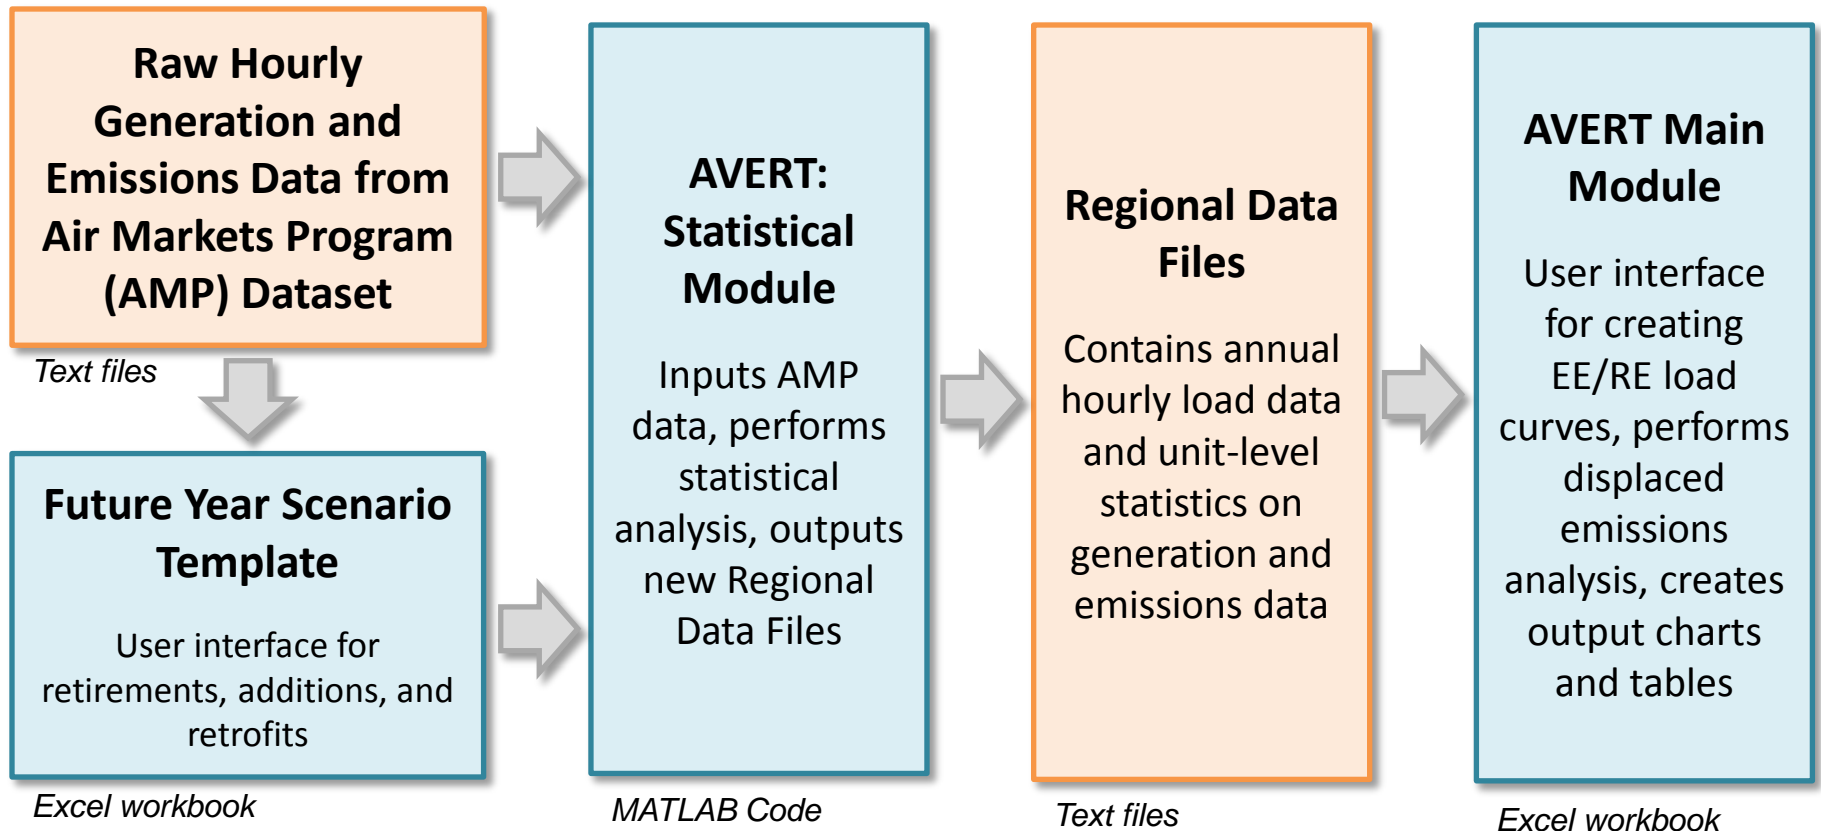 Raw Hourly
Generation and
Emissions Data from
Air Markets Program
(AMP) Dataset
Text files
Future Year Scenario
Template
User interface for
retirements, additions, and
retrofits
Excel workbook
AVERT:
Statistical
Module
Inputs AMP
data, performs
statistical
analysis, outputs
new Regional
Data Files
MATLAB Code
Regional Data
Files
Contains annual
hourly load data
and unit-level
statistics on
generation and
emissions data
Text files
AVERT Main
Module
User interface
for creating
EE/RE load
curves, performs
displaced
emissions
analysis, creates
output charts
and tables
Excel workbook